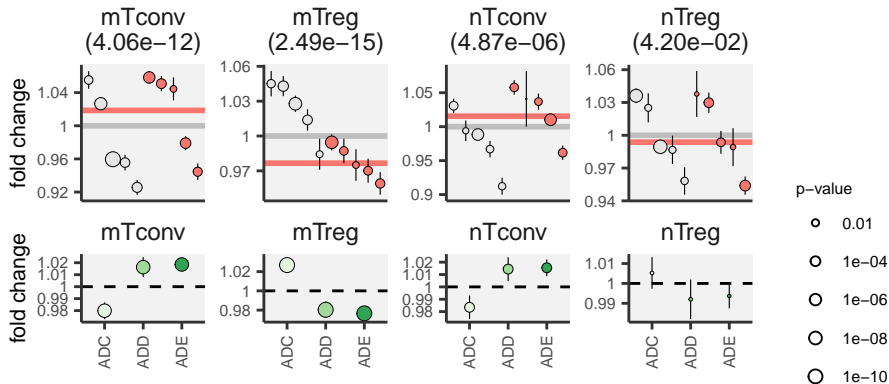 mTconv
(4.06e−12)
mTreg
(2.49e−15)
nTconv
(4.87e−06)
nTreg
(4.20e−02)
fold change
1.04
1
0.96
0.92
1.06
1.03
1
0.97
1.05
1
0.95
0.9
1.06
1.03
1
0.97
0.94
mTconv
mTreg
nTconv
nTreg
fold change
1.02
1.01
1
0.99
0.98
1.02
1
0.98
1.02
1.01
1
0.99
0.98
1.01
1
0.99
ADC
ADD
ADE
ADC
ADD
ADE
ADC
ADD
ADE
ADC
ADD
ADE
p−value
0.01
1e−04
1e−06
1e−08
1e−10